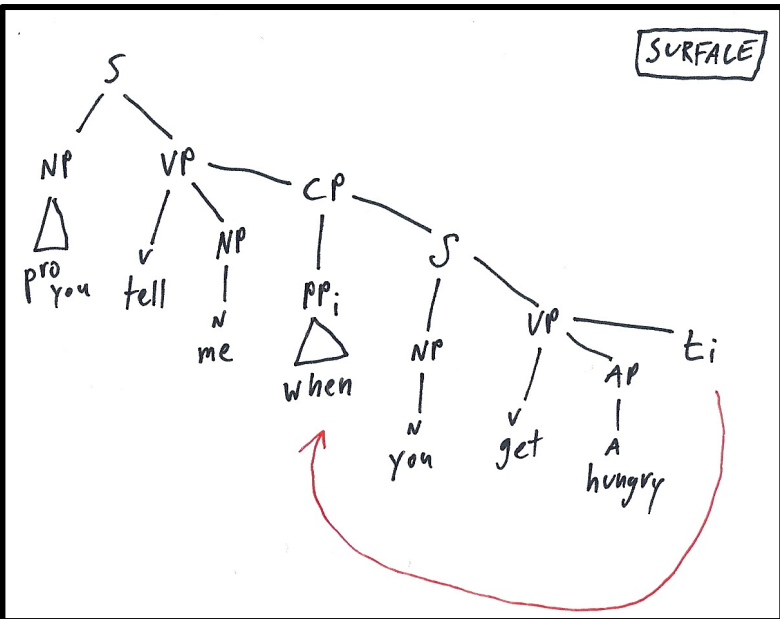 SURFACE
S
NP VP CP
S
pro you
v tell
NP
N
me
PPi
when
NP
N
you
VP
v
get
AP
A
hungry
ti